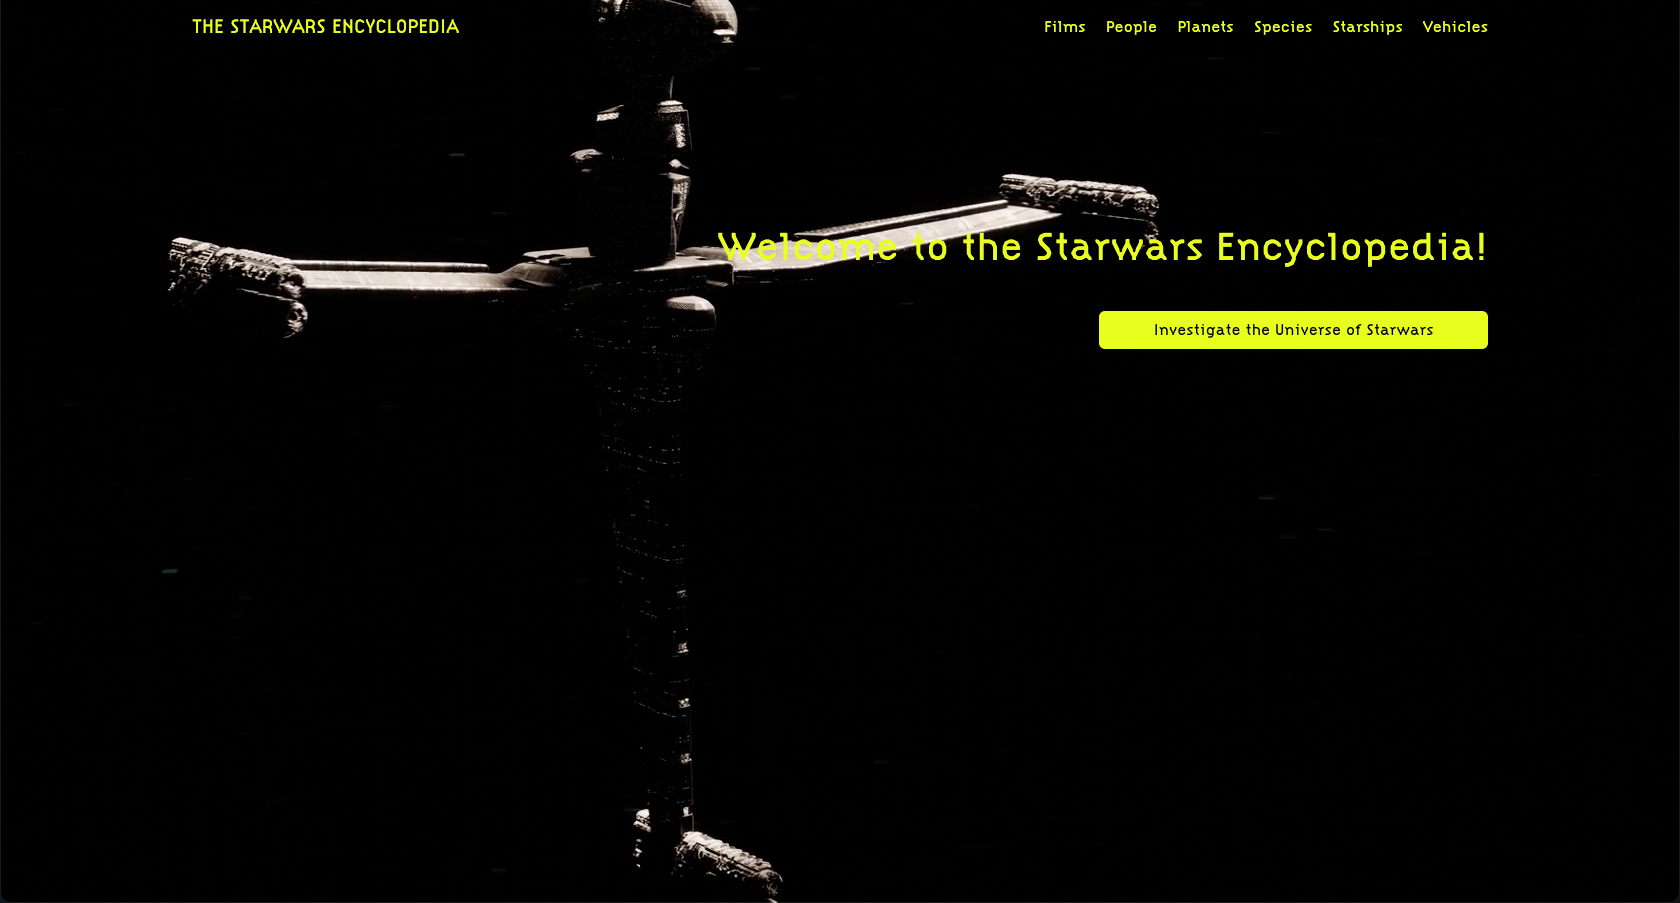 THE STARWARS ENCYCLOPEDIA
Films People Planets Species Starships Vehicles
Welcome to the Starwars Encyclopedia!
Investigate the Universe of Starwars